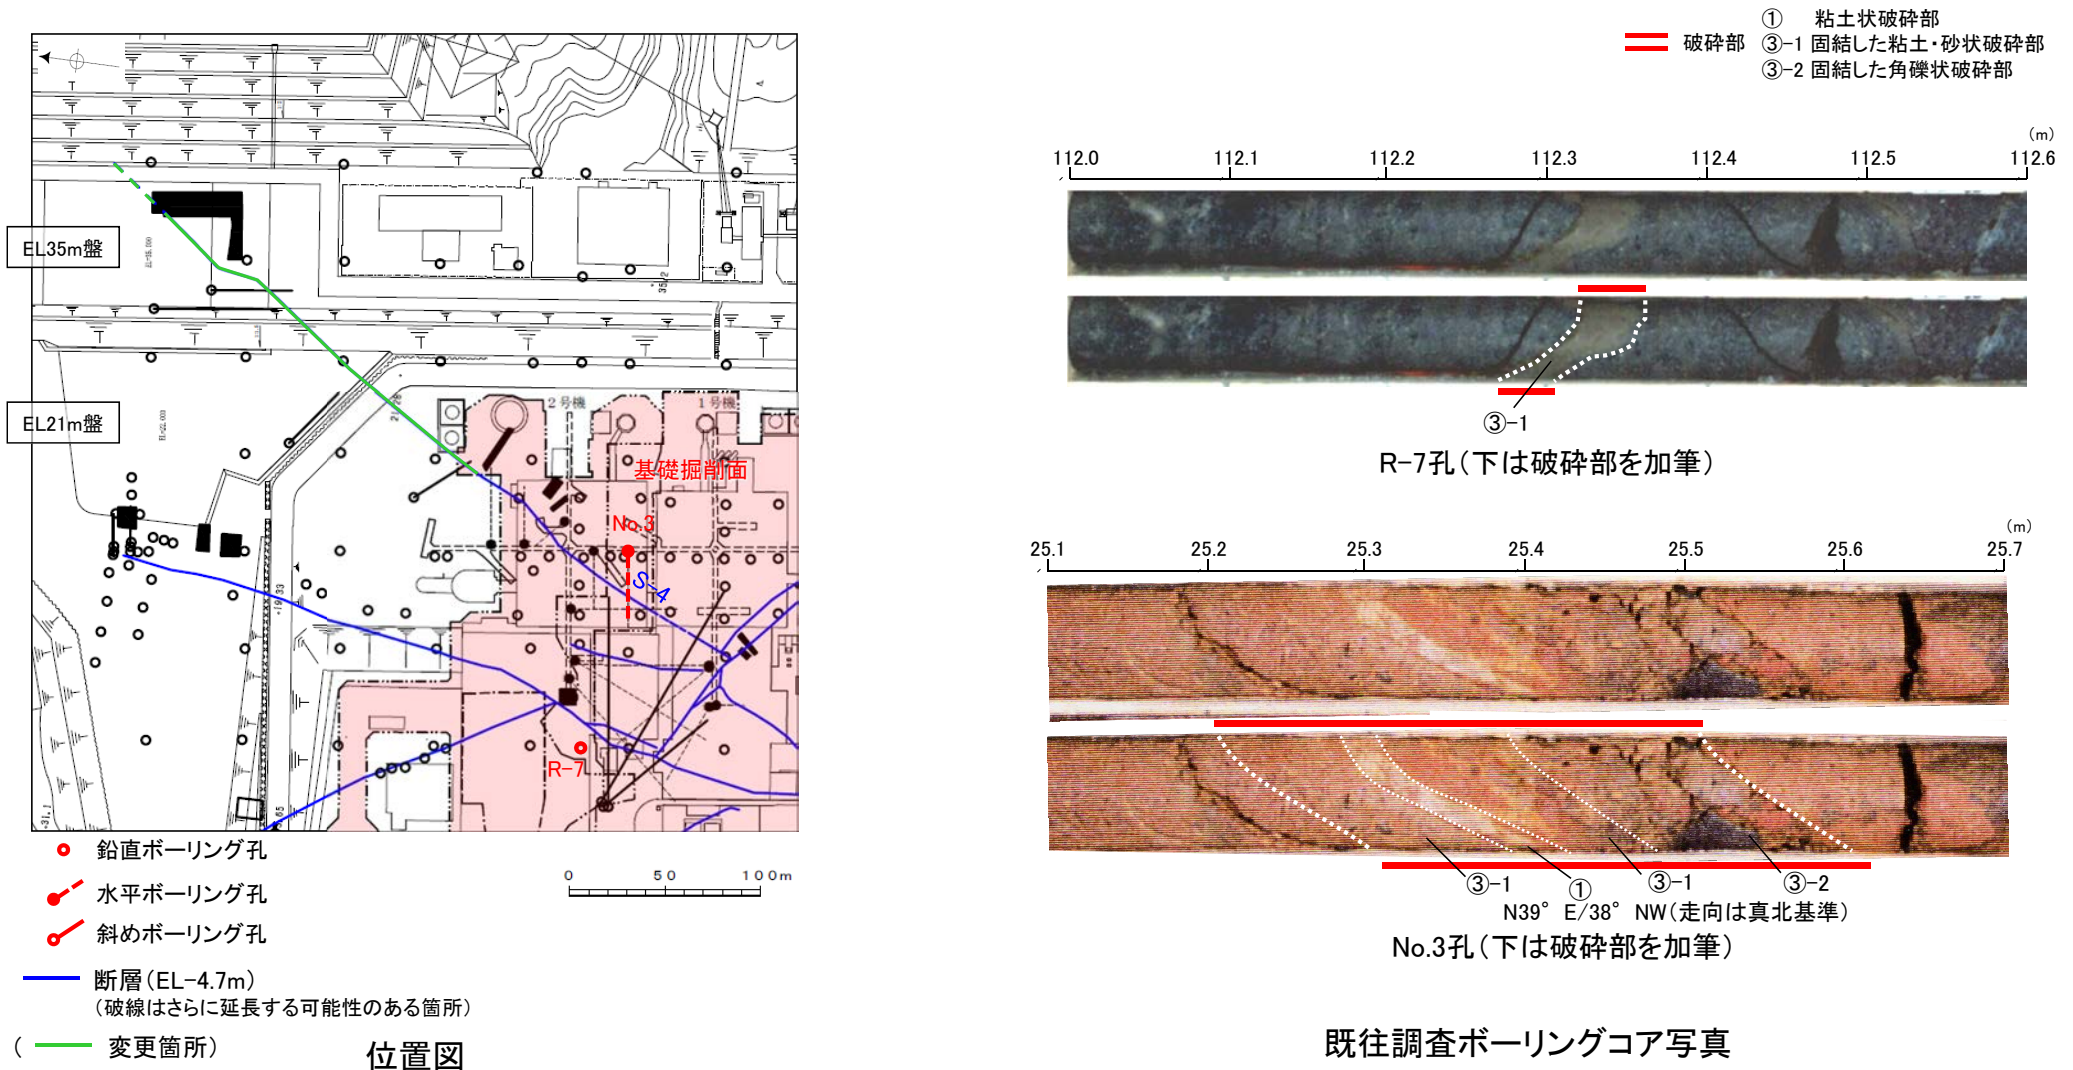 ① 粘土状破砕部
破砕部 ③-1 固結した粘土・砂状破砕部
③-2 固結した角礫状破砕部
EL35m盤
EL21m盤
EL=35.000
35.2
2号機
1号機
基礎掘削面
No.3
S-4
R-7
鉛直ボーリング孔
水平ボーリング孔
斜めボーリング孔
断層(EL-4.7m)
(破線はさらに延長する可能性のある箇所)
( 変更箇所)
0 50 100m
位置図
(m)
112.0 112.1 112.2 112.3 112.4 112.5 112.6
③-1
R-7孔(下は破砕部を加筆)
(m)
25.1 25.2 25.3 25.4 25.5 25.6 25.7
③-1 ① ③-1 ③-2
N39° E/38° NW(走向は真北基準)
No.3孔(下は破砕部を加筆)
既往調査ボーリングコア写真